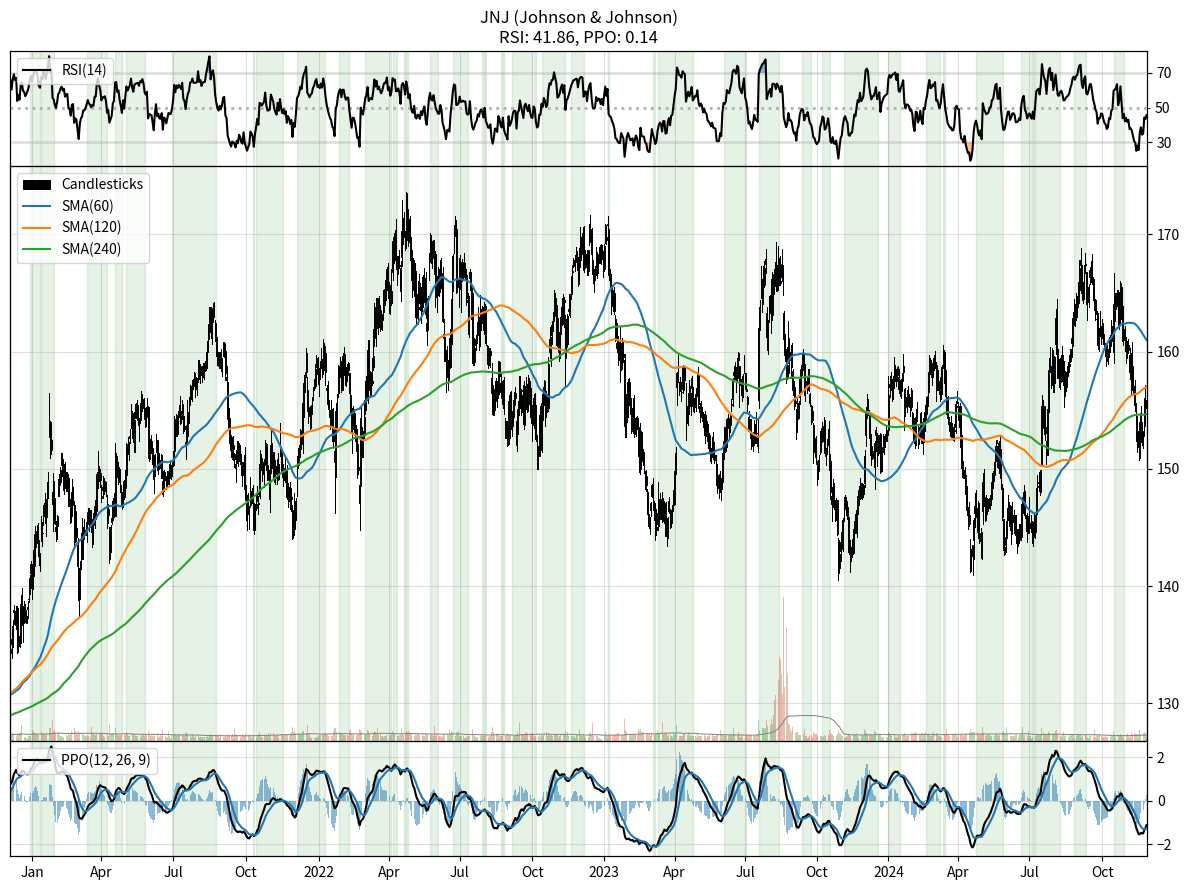 JNJ (Johnson & Johnson)
RSI: 41.86, PPO: 0.14
RSI(14)
70
50
30
Candlesticks
SMA(60)
SMA(120)
SMA(240)
170
160
150
140
130
PPO(12, 26, 9)
2
0
−2
Jan Apr Jul Oct 2022 Apr Jul Oct 2023 Apr Jul Oct 2024 Apr Jul Oct